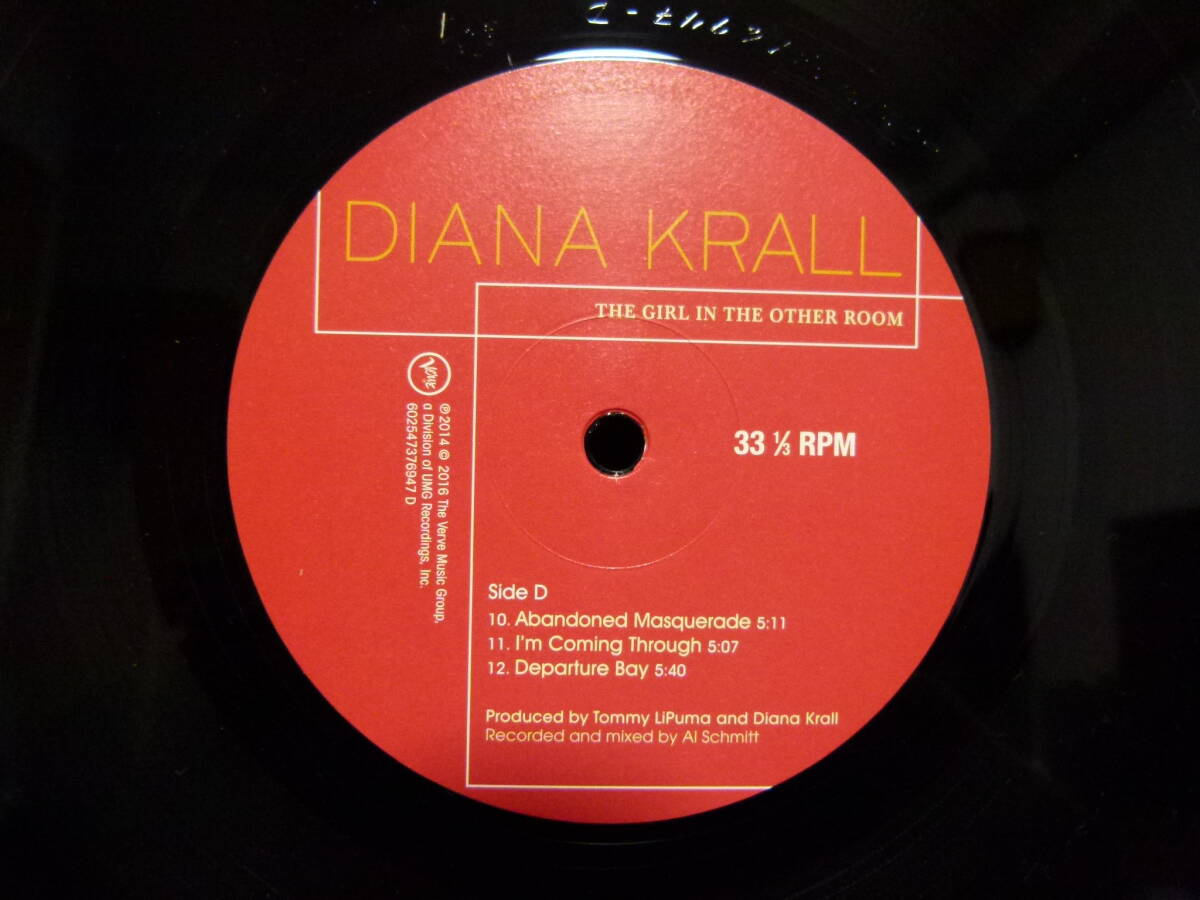 DIANA KRALL
THE GIRL IN THE OTHER ROOM
Verve
℗2014 © 2016 The Verve Music Group,
a Division of UMG Recordings, Inc.
602547376947 D
33 ⅓ RPM
Side D
10. Abandoned Masquerade 5:11
11. I'm Coming Through 5:07
12. Departure Bay 5:40
Produced by Tommy LiPuma and Diana Krall
Recorded and mixed by Al Schmitt